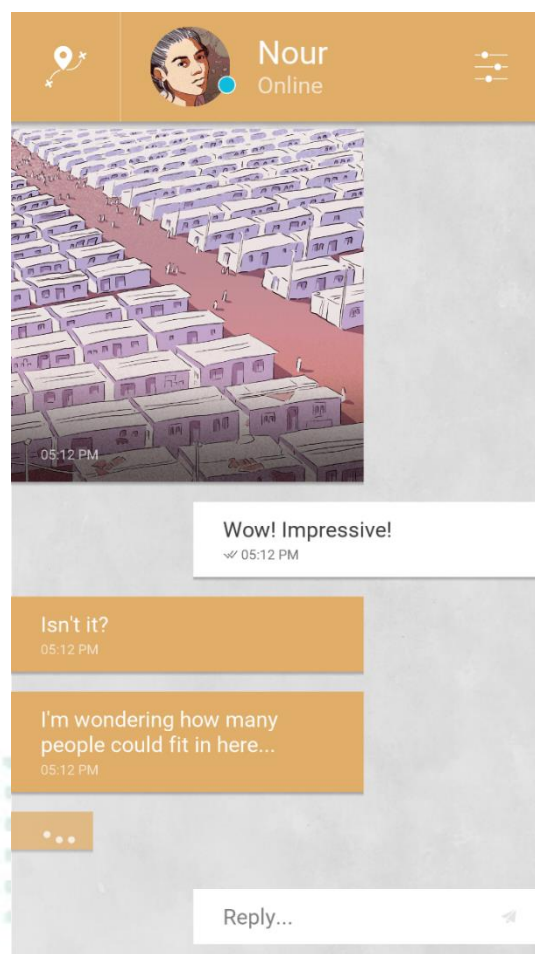 Nour
Online
05:12 PM
Wow! Impressive!
05:12 PM
Isn't it?
05:12 PM
I'm wondering how many
people could fit in here...
05:12 PM
Reply...